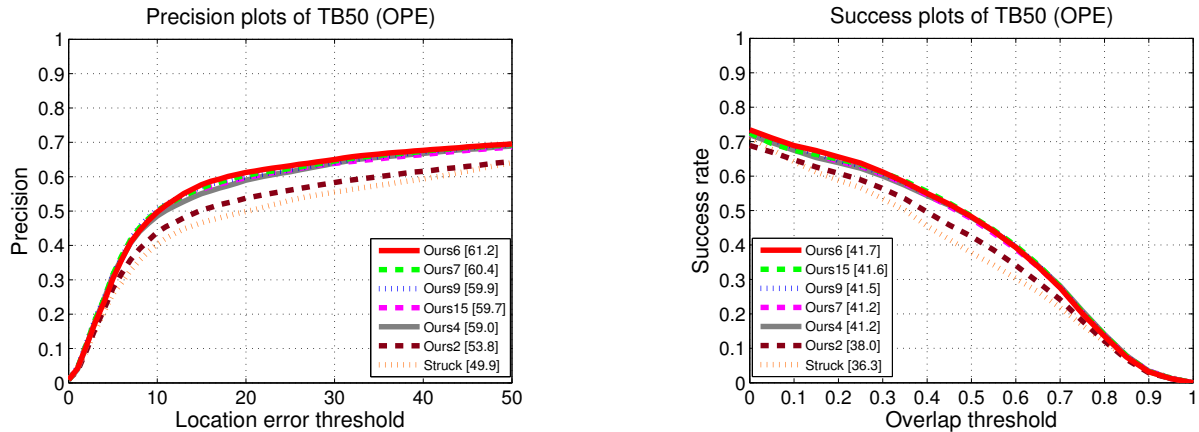 Precision plots of TB50 (OPE)
1
0.9
0.8
0.7
0.6
0.5
0.4
0.3
0.2
0.1
0
Precision
Ours6 [61.2]
Ours7 [60.4]
Ours9 [59.9]
Ours15 [59.7]
Ours4 [59.0]
Ours2 [53.8]
Struck [49.9]
0 10 20 30 40 50
Location error threshold
Success plots of TB50 (OPE)
1
0.9
0.8
0.7
0.6
0.5
0.4
0.3
0.2
0.1
0
Success rate
Ours6 [41.7]
Ours15 [41.6]
Ours9 [41.5]
Ours7 [41.2]
Ours4 [41.2]
Ours2 [38.0]
Struck [36.3]
0 0.1 0.2 0.3 0.4 0.5 0.6 0.7 0.8 0.9 1
Overlap threshold